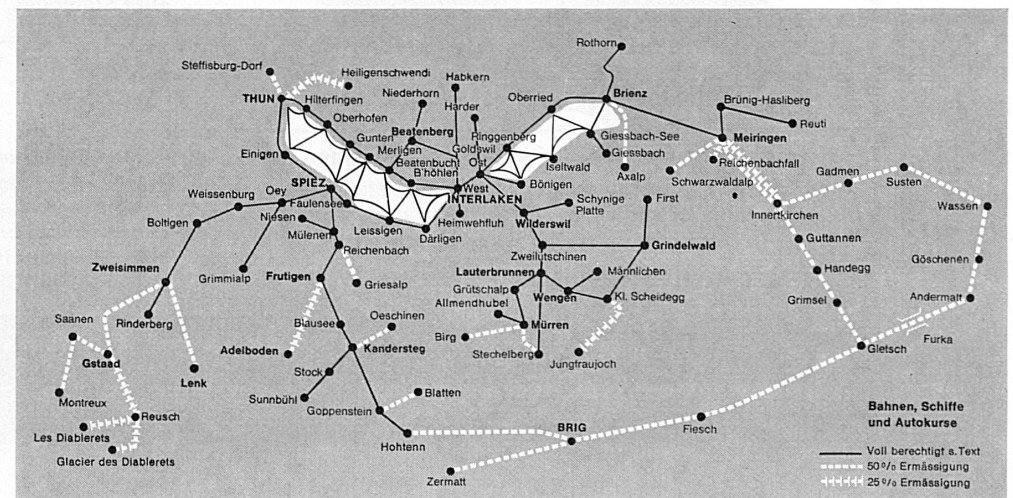 Rothorn
Steffisburg-Dorf
Heiligenschwendi
Habkern
THUN
Niederhorn
Oberried
Brienz
Hilterfingen
Harder
Brünig-Hasliberg
Oberhofen
Beatenberg
Reuti
Gunten
Ringgenberg
Giessbach-See
Meiringen
Merligen
Goldswil
Giessbach
Einigen
Beatenbucht
Ost
Iseltwald
Reichenbachfall
B'höhlen
Axalp
Schwarzwaldalp
Gadmen
Susten
SPIEZ
West
Bönigen
Weissenburg
Oey
INTERLAKEN
Faulensee
Schynige
Platte
First
Innertkirchen
Wassen
Niesen
Heimwehfluh
Boltigen
Mülenen
Leissigen
Därligen
Wilderswil
Guttannen
Reichenbach
Zweilütschinen
Grindelwald
Göschenen
Zweisimmen
Grimmialp
Frutigen
Griesalp
Lauterbrunnen
Männlichen
Handegg
Grütschalp
Wengen
Kl. Scheidegg
Allmendhubel
Grimsel
Andermatt
Saanen
Rinderberg
Blausee
Oeschinen
Birg
Mürren
Furka
Gstaad
Adelboden
Kandersteg
Stechelberg
Jungfraujoch
Gletsch
Lenk
Stock
Montreux
Sunnbühl
Blatten
Goppenstein
Reusch
Bahnen, Schiffe
und Autokurse
Les Diablerets
Hohtenn
BRIG
Fiesch
Glacier des Diablerets
Voll berechtigt s. Text
50% Ermässigung
Zermatt
25% Ermässigung